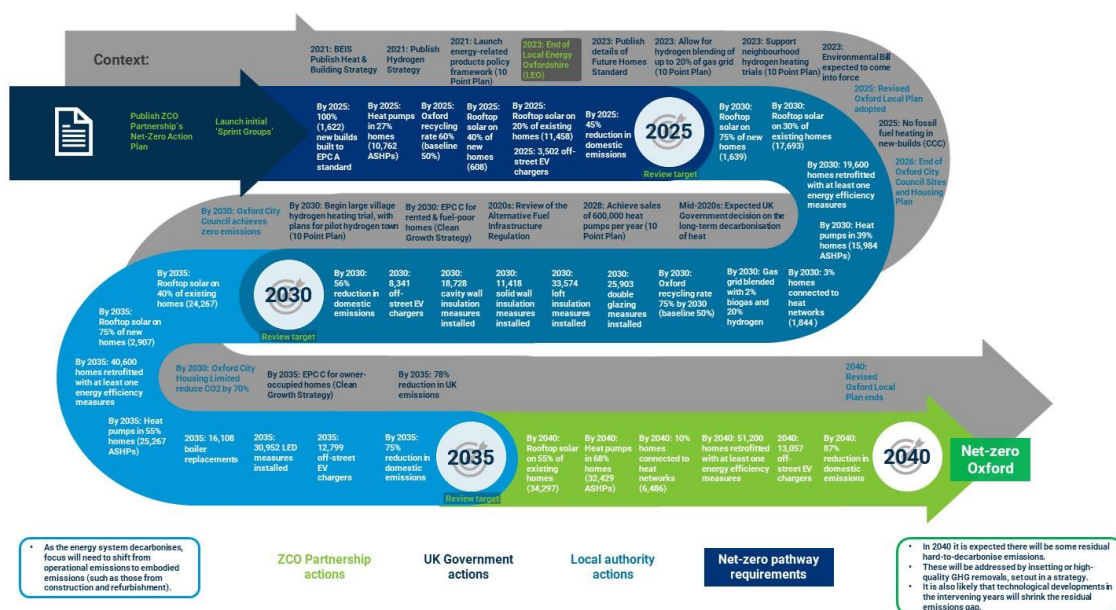 Context:
2021: BEIS
Publish Heat &
Building Strategy
2021: Publish
Hydrogen
Strategy
2021: Launch
energy-related
products policy
framework (10
Point Plan)
2023: End of
Local Energy
Oxfordshire
(LEO)
2023: Publish
details of
Future Homes
Standard
2023: Allow for
hydrogen blending of
up to 20% of gas grid
(10 Point Plan)
2023: Support
neighbourhood
hydrogen heating
trials (10 Point Plan)
2023:
Environmental Bill
expected to come
into force
2025: Revised
Oxford Local Plan
adopted
2025: No fossil
fuel heating in
new-builds (CCC)
2026: End of
Oxford City
Council Sites
and Housing
Plan
Publish ZCO
Partnership's
Net-Zero Action
Plan
Launch initial
'Sprint Groups'
By 2025:
100%
(1,622)
new builds
built to
EPC A
standard
By 2025:
Heat pumps
in 27%
homes
(10,762
ASHPs)
By 2025:
Oxford
recycling
rate 60%
(baseline
50%)
By 2025:
Rooftop
solar on
40% of
new
homes
(608)
By 2025:
Rooftop solar on
20% of existing
homes (11,458)
2025: 3,502 off-
street EV
chargers
By 2025:
45%
reduction in
domestic
emissions
2025
Review target
By 2030:
Rooftop
solar on
75% of new
homes
(1,639)
By 2030:
Rooftop solar
on 30% of
existing homes
(17,693)
By 2030: 19,600
homes retrofitted
with at least one
energy efficiency
measures
By 2030: Heat
pumps in 39%
homes (15,984
ASHPs)
By 2030: Oxford City
Council achieves
zero emissions
By 2030: Begin large village
hydrogen heating trial, with
plans for pilot hydrogen town
(10 Point Plan)
By 2030: EPC C for
rented & fuel-poor
homes (Clean
Growth Strategy)
2020s: Review of the
Alternative Fuel
Infrastructure
Regulation
2028: Achieve sales
of 600,000 heat
pumps per year (10
Point Plan)
Mid-2020s: Expected UK
Government decision on the
long-term decarbonisation
of heat
By 2035:
Rooftop solar on
40% of existing
homes (24,267)
2030
Review target
By 2030:
56%
reduction in
domestic
emissions
2030:
8,341
off-
street EV
chargers
2030:
18,728
cavity wall
insulation
measures
installed
2030:
11,418
solid wall
insulation
measures
installed
2030:
33,574
loft
insulation
measures
installed
2030:
25,903
double
glazing
measures
installed
By 2030:
Oxford
recycling rate
75% by 2030
(baseline 50%)
By 2030: Gas
grid blended
with 2%
biogas and
20%
hydrogen
By 2030: 3%
homes
connected to
heat
networks
(1,844)
By 2035:
Rooftop solar on
75% of new
homes (2,907)
By 2035: 40,600
homes retrofitted
with at least one
energy efficiency
measures
By 2030: Oxford City
Housing Limited
reduce CO2 by 70%
By 2035: EPC C for owner-
occupied homes (Clean
Growth Strategy)
By 2035: 78%
reduction in UK
emissions
2040:
Revised
Oxford Local
Plan ends
By 2035: Heat
pumps in 55%
homes (25,267
ASHPs)
2035: 16,108
boiler
replacements
2035:
30,952 LED
measures
installed
2035:
12,799
off-street
EV
chargers
By 2035:
75%
reduction in
domestic
emissions
2035
Review target
By 2040:
Rooftop solar
on 55% of
existing
homes
(34,297)
By 2040:
Heat pumps
in 68%
homes
(32,429
ASHPs)
By 2040: 10%
homes
connected to
heat
networks
(6,486)
By 2040: 51,200
homes retrofitted
with at least one
energy efficiency
measures
2040:
13,057
off-
street EV
chargers
By 2040:
87%
reduction in
domestic
emissions
2040
Net-zero
Oxford
• As the energy system decarbonises,
focus will need to shift from
operational emissions to embodied
emissions (such as those from
construction and refurbishment).
ZCO Partnership
actions
UK Government
actions
Local authority
actions
Net-zero pathway
requirements
• In 2040 it is expected there will be some residual
hard-to-decarbonise emissions.
• These will be addressed by insetting or high-
quality GHG removals, set out in a strategy.
• It is also likely that technological developments in
the intervening years will shrink the residual
emissions gap.